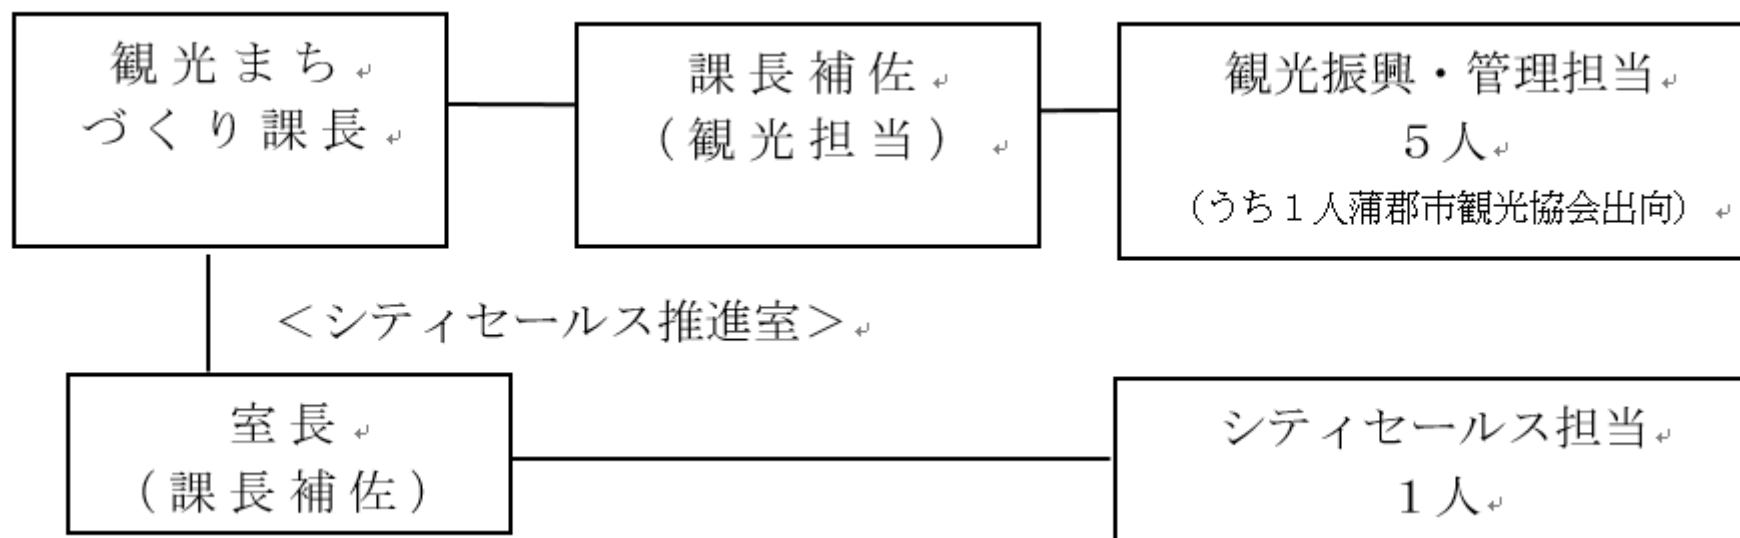 観光まち
づくり課長
課長補佐
（観光担当）
観光振興・管理担当
５人
（うち１人蒲郡市観光協会出向）
＜シティセールス推進室＞
室長
（課長補佐）
シティセールス担当
１人